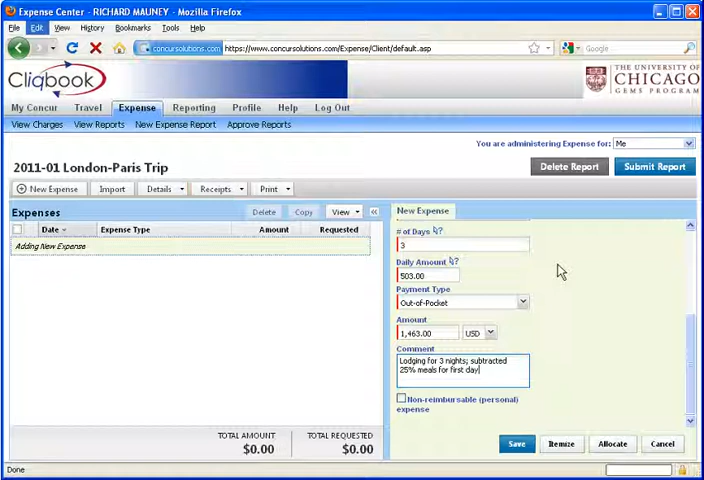 Expense Center - RICHARD MAUNEY - Mozilla Firefox
File Edit View History Bookmarks Tools Help
concursolutions.com https://www.concursolutions.com/Expense/Client/default.asp Google
Cliqbook
THE UNIVERSITY OF
CHICAGO
GEMS PROGRAM
My Concur Travel Expense Reporting Profile Help Log Out
View Charges View Reports New Expense Report Approve Reports
You are administering Expense for: Me
2011-01 London-Paris Trip
Delete Report Submit Report
New Expense Import Details Receipts Print
Expenses Delete Copy View
Date Expense Type Amount Requested
Adding New Expense
TOTAL AMOUNT TOTAL REQUESTED
$0.00 $0.00
New Expense
# of Days ?
3
Daily Amount ?
503.00
Payment Type
Out-of-Pocket
Amount
1,463.00 USD
Comment
Lodging for 3 nights; subtracted
25% meals for first day
Non-reimbursable (personal)
expense
Save Itemize Allocate Cancel
Done